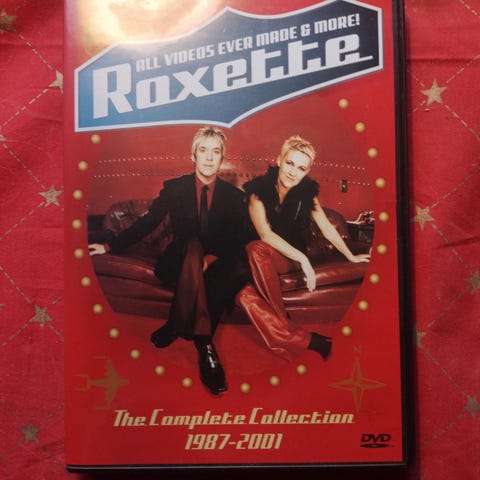 ALL VIDEOS EVER MADE & MORE!
Roxette
N
The Complete Collection
1987-2001
DVD